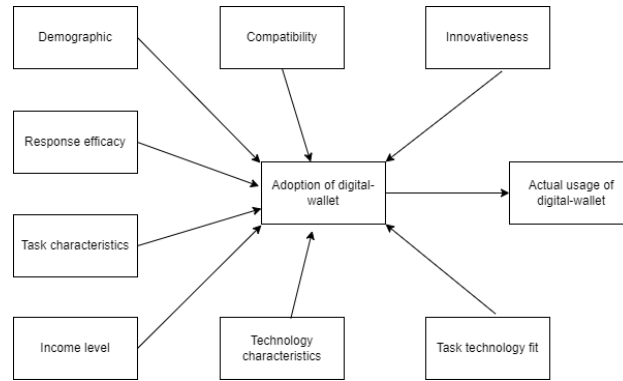 Demographic
Compatibility
Innovativeness
Response efficacy
Adoption of digital-
wallet
Actual usage of
digital-wallet
Task characteristics
Income level
Technology
characteristics
Task technology fit